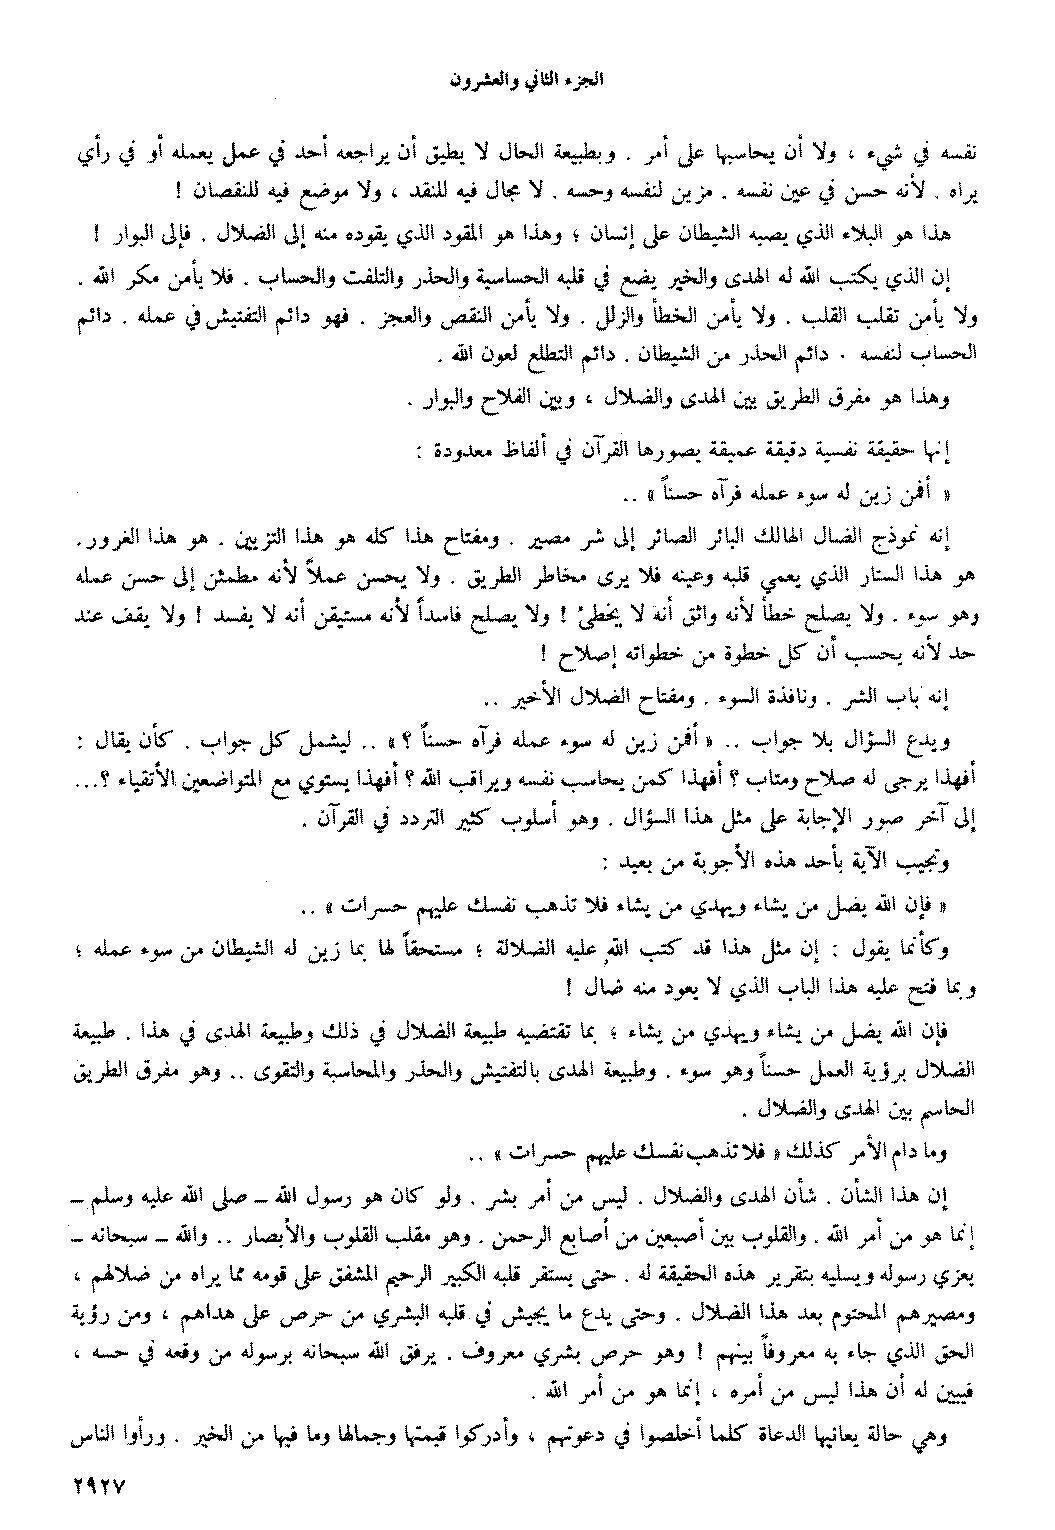 الجزء الثاني والعشرون
نفسه في شيء ، ولا أن يحاسبها على أمر . وبطبيعة الحال لا يطيق أن يراجعه أحد في عمل يعمله أو في رأي
يراه . لأنه حسن في عين نفسه . مزين لنفسه وحسه . لا مجال فيه للنقد ، ولا موضع فيه للنقصان !
هذا هو البلاء الذي يصبه الشيطان على إنسان ؛ وهذا هو المقود الذي يقوده منه إلى الضلال . فإلى البوار !
إن الذي يكتب الله له الهدى والخير يضع في قلبه الحساسية والحذر والتلفت والحساب . فلا يأمن مكر الله .
ولا يأمن تقلب القلب . ولا يأمن الخطأ والزلل . ولا يأمن النقص والعجز . فهو دائم التفتيش في عمله . دائم
الحساب لنفسه . دائم الحذر من الشيطان . دائم التطلع لعون الله .
وهذا هو مفرق الطريق بين الهدى والضلال ، وبين الفلاح والبوار .
إنها حقيقة نفسية دقيقة عميقة يصورها القرآن في ألفاظ معدودة :
« أفمن زين له سوء عمله فرآه حسناً » ..
إنه نموذج الضال الهالك البائر الصائر إلى شر مصير . ومفتاح هذا كله هو هذا التزيين . هو هذا الغرور.
هو هذا الستار الذي يعمي قلبه وعينه فلا يرى مخاطر الطريق . ولا يحسن عملاً لأنه مطمئن إلى حسن عمله
وهو سوء . ولا يصلح خطأ لأنه واثق أنه لا يخطئ ! ولا يصلح فاسداً لأنه مستيقن أنه لا يفسد ! ولا يقف عند
حد لأنه يحسب أن كل خطوة من خطواته إصلاح !
إنه باب الشر . ونافذة السوء . ومفتاح الضلال الأخير ..
ويدع السؤال بلا جواب .. « أفمن زين له سوء عمله فرآه حسناً ؟ » .. ليشمل كل جواب . كأن يقال :
أفهذا يرجى له صلاح ومتاب ؟ أفهذا كمن يحاسب نفسه ويراقب الله ؟ أفهذا يستوي مع المتواضعين الأتقياء ؟...
إلى آخر صور الإجابة على مثل هذا السؤال . وهو أسلوب كثير التردد في القرآن .
وتجيب الآية بأحد هذه الأجوبة من بعيد :
« فإن الله يضل من يشاء ويهدي من يشاء فلا تذهب نفسك عليهم حسرات » ..
وكأنما يقول : إن مثل هذا قد كتب الله عليه الضلالة ؛ مستحقاً لها بما زين له الشيطان من سوء عمله ؛
وبما فتح عليه هذا الباب الذي لا يعود منه ضال !
فإن الله يضل من يشاء ويهدي من يشاء ؛ بما تقتضيه طبيعة الضلال في ذلك وطبيعة الهدى في هذا . طبيعة
الضلال برؤية العمل حسناً وهو سوء . وطبيعة الهدى بالتفتيش والحذر والمحاسبة والتقوى .. وهو مفرق الطريق
الحاسم بين الهدى والضلال .
وما دام الأمر كذلك « فلا تذهب نفسك عليهم حسرات » ..
إن هذا الشأن . شأن الهدى والضلال . ليس من أمر بشر . ولو كان هو رسول الله – صلى الله عليه وسلم –
إنما هو من أمر الله . والقلوب بين أصبعين من أصابع الرحمن . وهو مقلب القلوب والأبصار .. والله – سبحانه –
يعزي رسوله ويسليه بتقرير هذه الحقيقة له . حتى يستقر قلبه الكبير الرحيم المشفق على قومه مما يراه من ضلالهم ،
ومصيرهم المحتوم بعد هذا الضلال . وحتى يدع ما يجيش في قلبه البشري من حرص على هداهم ، ومن رؤية
الحق الذي جاء به معروفاً بينهم ! وهو حرص بشري معروف . يرفق الله سبحانه برسوله من وقعه في حسه ،
فيبين له أن هذا ليس من أمره ، إنما هو من أمر الله .
وهي حالة يعانيها الدعاة كلما أخلصوا في دعوتهم ، وأدركوا قيمتها وجمالها وما فيها من الخير . ورأوا الناس
٢٩٢٧